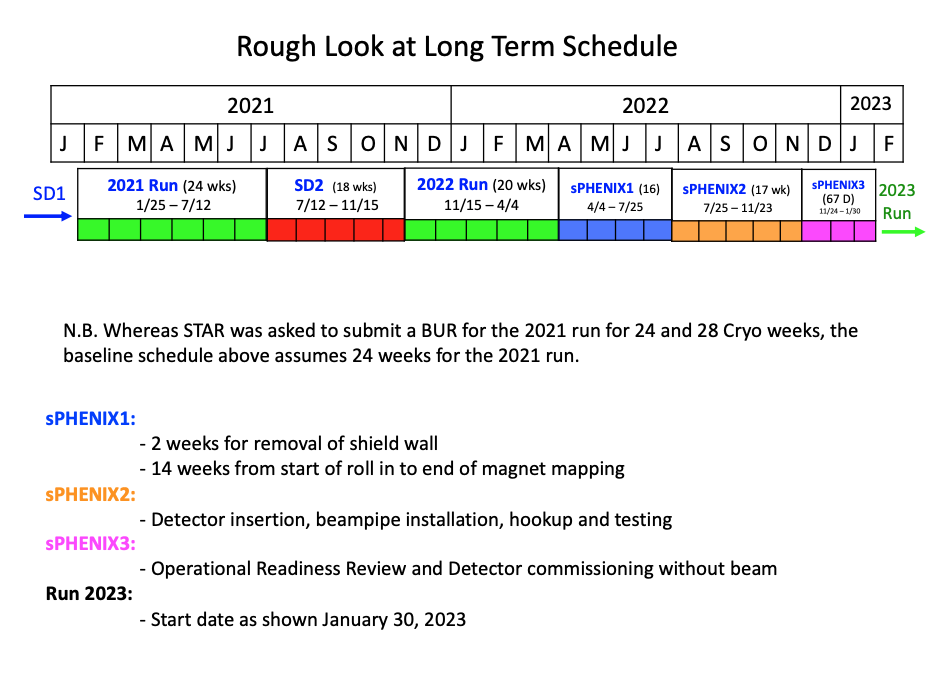 Rough Look at Long Term Schedule
2021 2022 2023
J F M A M J J A S O N D J F M A M J J A S O N D J F
SD1
2021 Run (24 wks)
1/25 – 7/12
SD2 (18 wks)
7/12 – 11/15
2022 Run (20 wks)
11/15 – 4/4
sPHENIX1 (16)
4/4 – 7/25
sPHENIX2 (17 wk)
7/25 – 11/23
sPHENIX3
(67 D)
11/24 – 1/30
2023
Run
N.B. Whereas STAR was asked to submit a BUR for the 2021 run for 24 and 28 Cryo weeks, the
baseline schedule above assumes 24 weeks for the 2021 run.
sPHENIX1:
- 2 weeks for removal of shield wall
- 14 weeks from start of roll in to end of magnet mapping
sPHENIX2:
- Detector insertion, beampipe installation, hookup and testing
sPHENIX3:
- Operational Readiness Review and Detector commissioning without beam
Run 2023:
- Start date as shown January 30, 2023